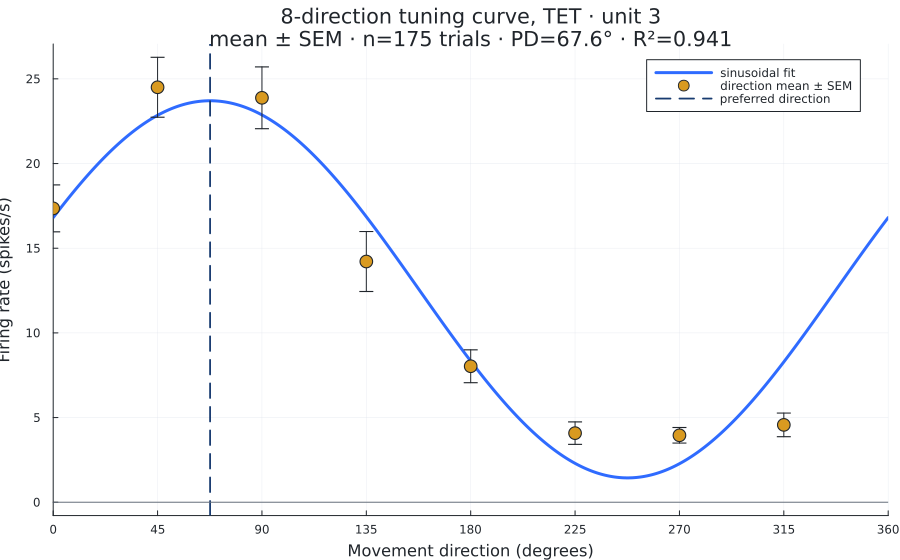 8-direction tuning curve, TET · unit 3
mean ± SEM · n=175 trials · PD=67.6° · R²=0.941
sinusoidal fit
direction mean ± SEM
preferred direction
Firing rate (spikes/s)
25
20
15
10
5
0
0 45 90 135 180 225 270 315 360
Movement direction (degrees)